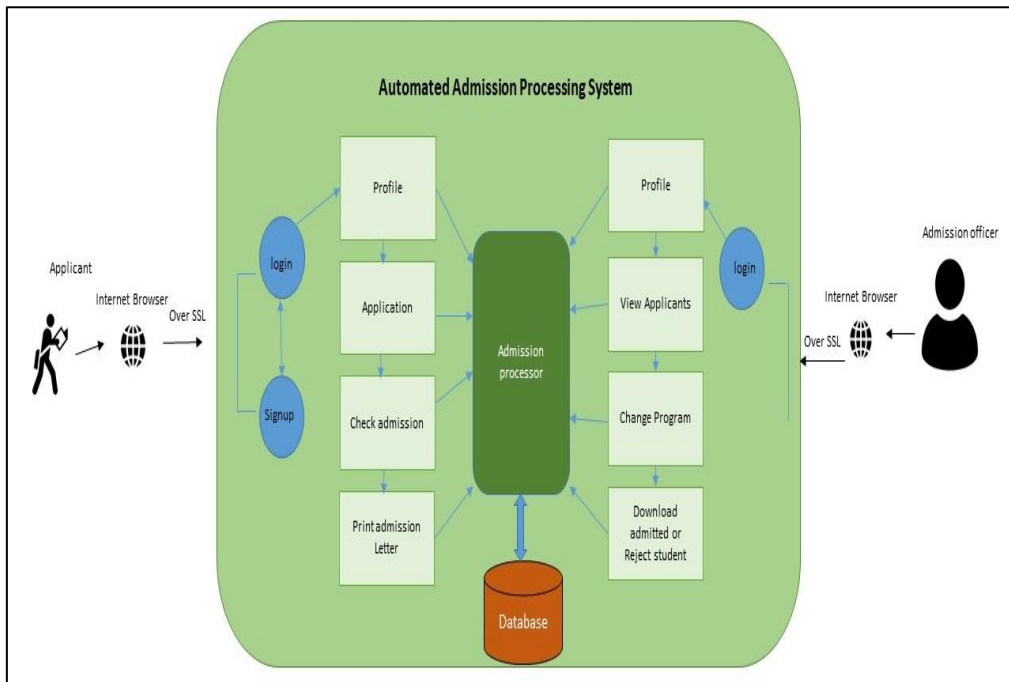 Automated Admission Processing System
Applicant
Internet Browser
Over SSL
login
Signup
Profile
Application
Check admission
Print admission
Letter
Admission
processor
Database
Profile
View Applicants
Change Program
Download
admitted or
Reject student
login
Over SSL
Internet Browser
Admission officer